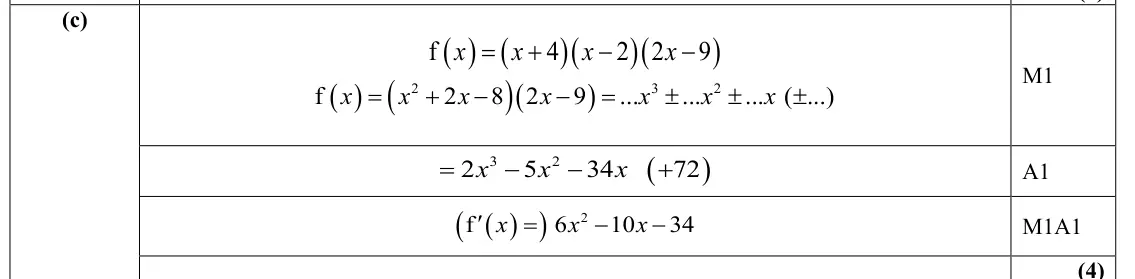 (c)
f(x) = (x + 4)(x − 2)(2x − 9)
f(x) = (x² + 2x − 8)(2x − 9) = ...x³ ± ...x² ± ...x (±...)
M1
= 2x³ − 5x² − 34x (+72)
A1
(f′(x) =) 6x² − 10x − 34
M1A1
(4)